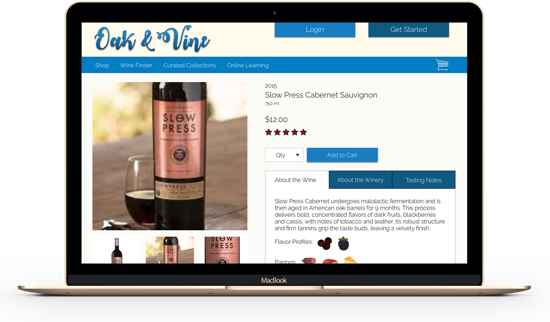 Login
Get Started
Oak & Vine
Shop Wine Finder Curated Collections Online Learning
2015
Slow Press Cabernet Sauvignon
750 ml
$12.00
SLOW
PRESS
Qty Add to Cart
About the Wine About the Winery Tasting Notes
Slow Press Cabernet undergoes malolactic fermentation and is
then aged in American oak barrels for 9 months. This process
delivers bold, concentrated flavors of dark fruits, blackberries
and cassis, with notes of tobacco and leather. Its robust structure
and firm tannins grip the taste buds, leaving a velvety finish.
Flavor Profiles:
Pairings:
SLOW
PRESS
MacBook